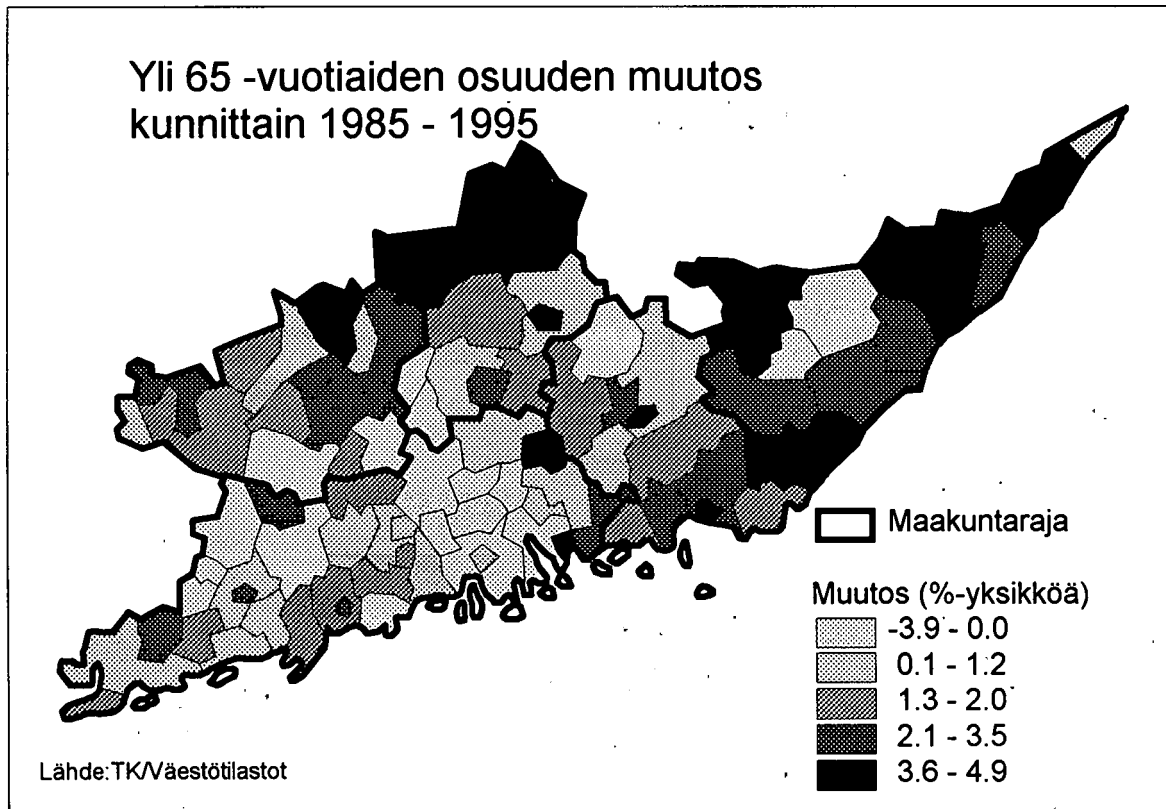 Yli 65 -vuotiaiden osuuden muutos
kunnittain 1985 - 1995
Maakuntaraja
Muutos (%-yksikköä)
-3.9 - 0.0
0.1 - 1.2
1.3 - 2.0
2.1 - 3.5
3.6 - 4.9
Lähde:TK/Väestötilastot